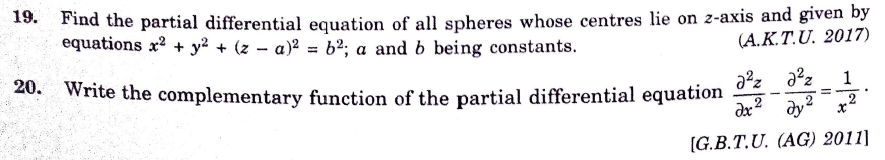 19. Find the partial differential equation of all spheres whose centres lie on z-axis and given by
equations x² + y² + (z – a)² = b²; a and b being constants. (A.K.T.U. 2017)
20. Write the complementary function of the partial differential equation ∂²z/∂x² – ∂²z/∂y² = 1/x².
[G.B.T.U. (AG) 2011]